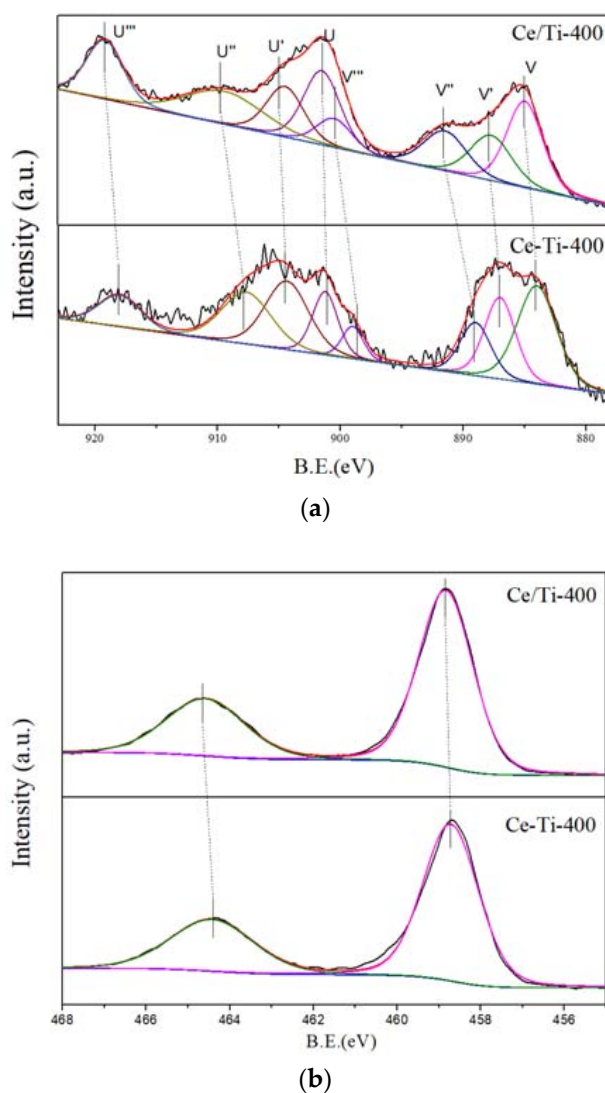 Ce/Ti-400
U''' U'' U' U V''' V'' V' V
Ce-Ti-400
Intensity (a.u.)
920 910 900 890 880
B.E.(eV)
(a)
Ce/Ti-400
Ce-Ti-400
Intensity (a.u.)
468 466 464 462 460 458 456
B.E.(eV)
(b)